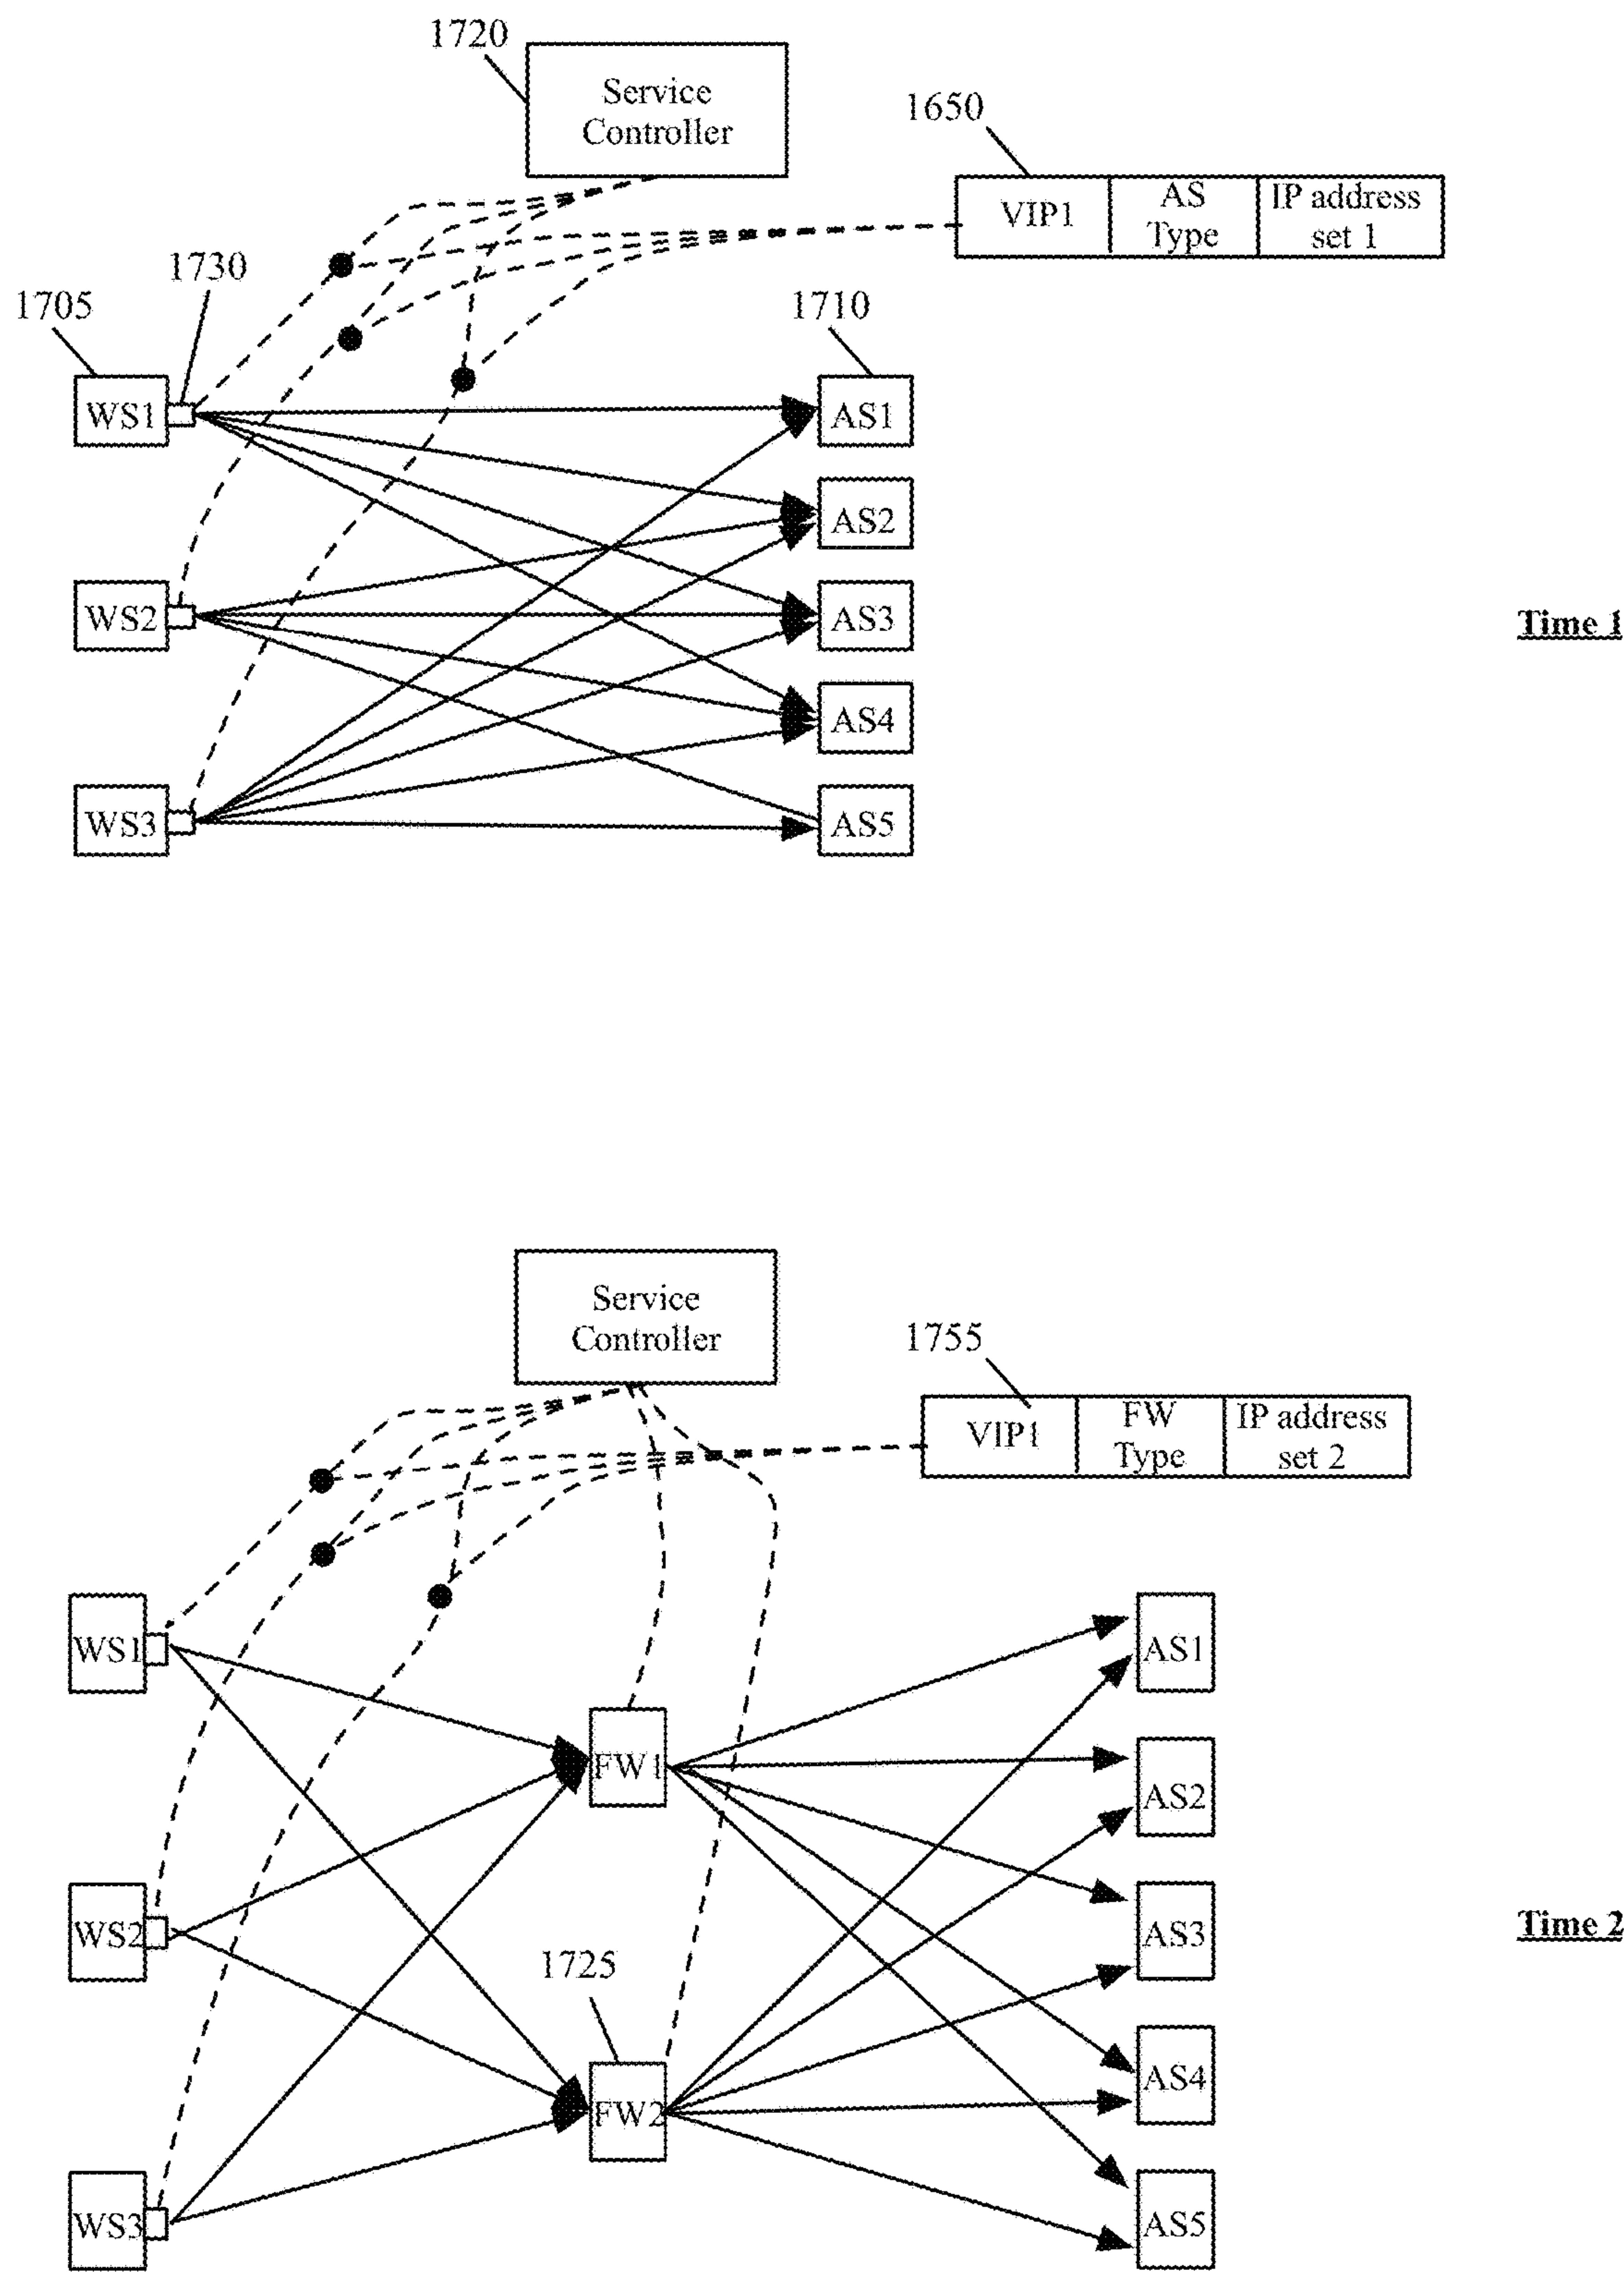 1720
Service
Controller
1650
VIP1
AS
Type
IP address
set 1
1705
1730
1710
WS1
AS1
AS2
WS2
AS3
Time 1
AS4
WS3
AS5
Service
Controller
1755
VIP1
FW
Type
IP address
set 2
WS1
AS1
FW1
AS2
WS2
AS3
Time 2
1725
AS4
FW2
WS3
AS5